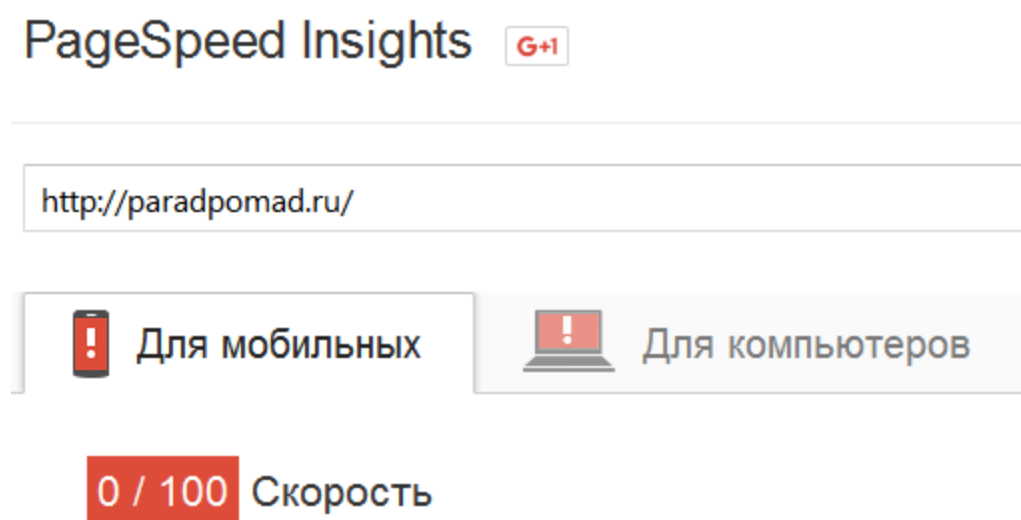 PageSpeed Insights G+1
http://paradpomad.ru/
Для мобильных Для компьютеров
0 / 100 Скорость